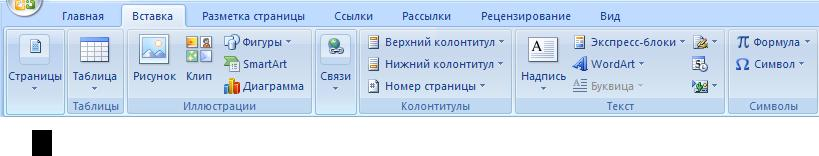 Главная Вставка Разметка страницы Ссылки Рассылки Рецензирование Вид
Верхний колонтитул Экспресс-блоки
Фигуры Формула
SmartArt Нижний колонтитул WordArt Символ
Страницы Таблица Рисунок Клип Связи Надпись
Диаграмма Номер страницы Буквица
Таблицы Иллюстрации Колонтитулы Текст Символы